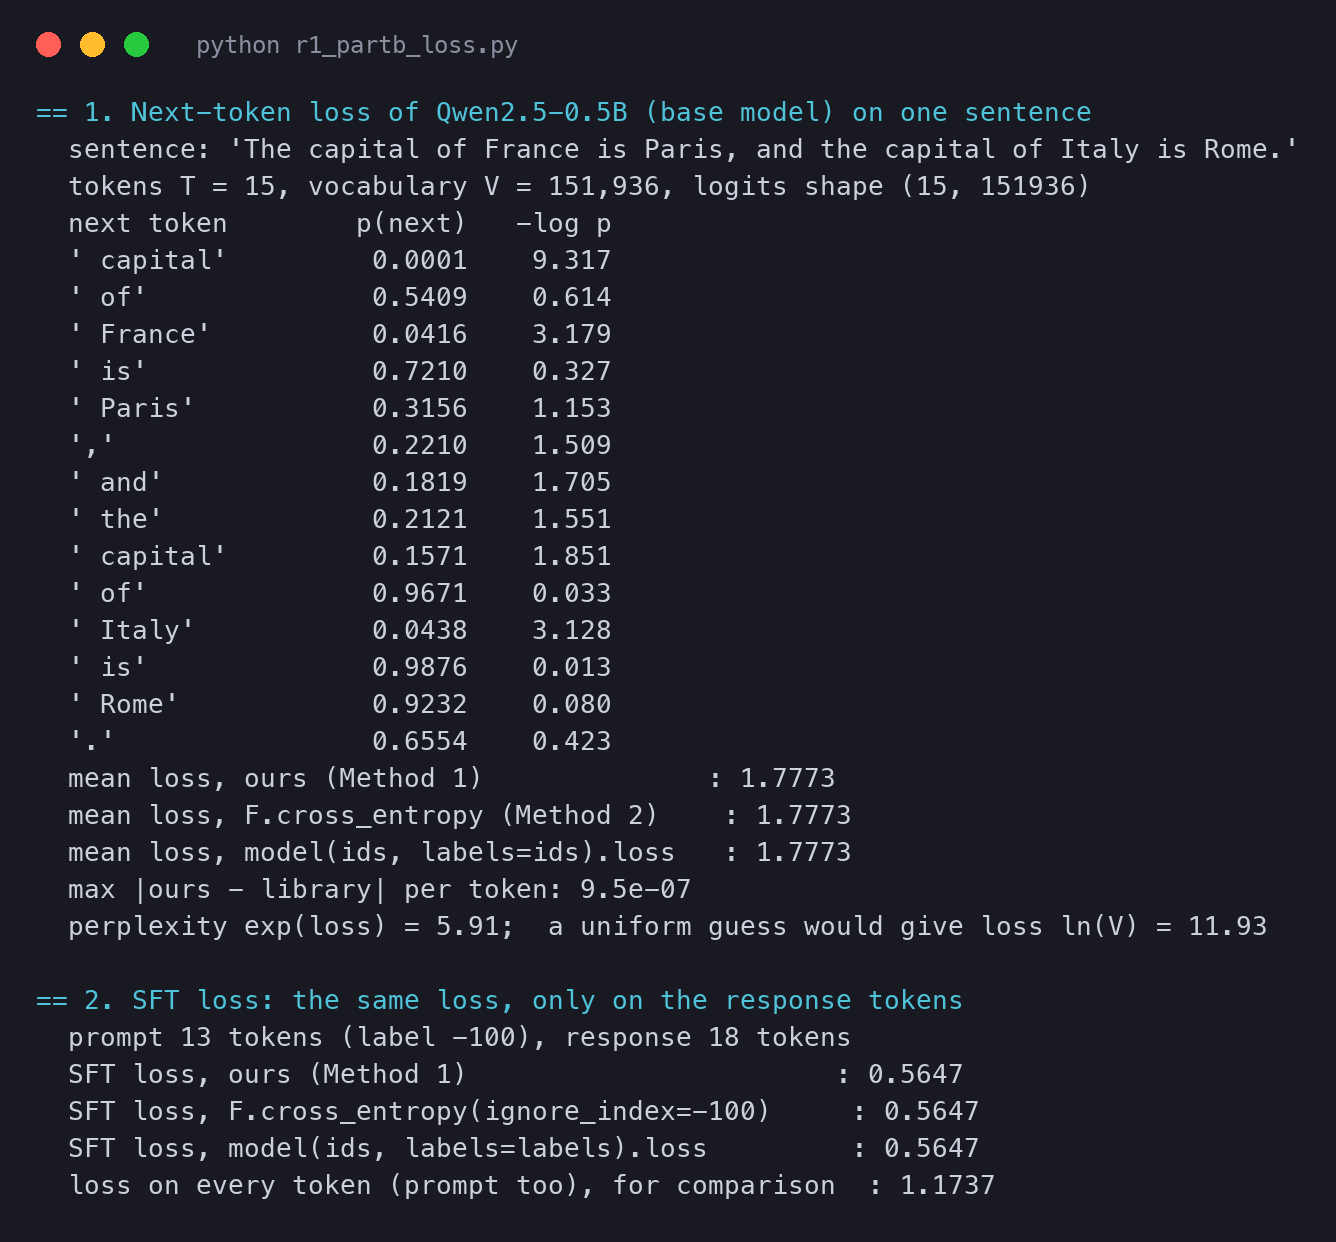 python r1_partb_loss.py
== 1. Next-token loss of Qwen2.5-0.5B (base model) on one sentence
  sentence: 'The capital of France is Paris, and the capital of Italy is Rome.'
  tokens T = 15, vocabulary V = 151,936, logits shape (15, 151936)
  next token        p(next)   -log p
  ' capital'         0.0001    9.317
  ' of'              0.5409    0.614
  ' France'          0.0416    3.179
  ' is'              0.7210    0.327
  ' Paris'           0.3156    1.153
  ','                0.2210    1.509
  ' and'             0.1819    1.705
  ' the'             0.2121    1.551
  ' capital'         0.1571    1.851
  ' of'              0.9671    0.033
  ' Italy'           0.0438    3.128
  ' is'              0.9876    0.013
  ' Rome'            0.9232    0.080
  '.'                0.6554    0.423
  mean loss, ours (Method 1)              : 1.7773
  mean loss, F.cross_entropy (Method 2)    : 1.7773
  mean loss, model(ids, labels=ids).loss   : 1.7773
  max |ours - library| per token: 9.5e-07
  perplexity exp(loss) = 5.91;  a uniform guess would give loss ln(V) = 11.93
== 2. SFT loss: the same loss, only on the response tokens
  prompt 13 tokens (label -100), response 18 tokens
  SFT loss, ours (Method 1)                       : 0.5647
  SFT loss, F.cross_entropy(ignore_index=-100)     : 0.5647
  SFT loss, model(ids, labels=labels).loss         : 0.5647
  loss on every token (prompt too), for comparison  : 1.1737